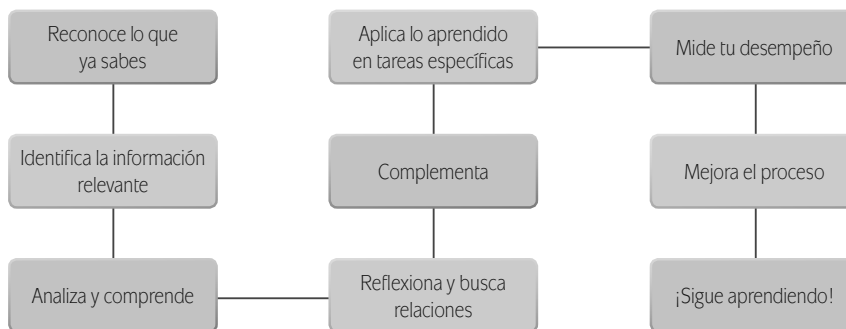 Reconoce lo que
ya sabes
Identifica la información
relevante
Analiza y comprende
Reflexiona y busca
relaciones
Complementa
Aplica lo aprendido
en tareas específicas
Mide tu desempeño
Mejora el proceso
¡Sigue aprendiendo!